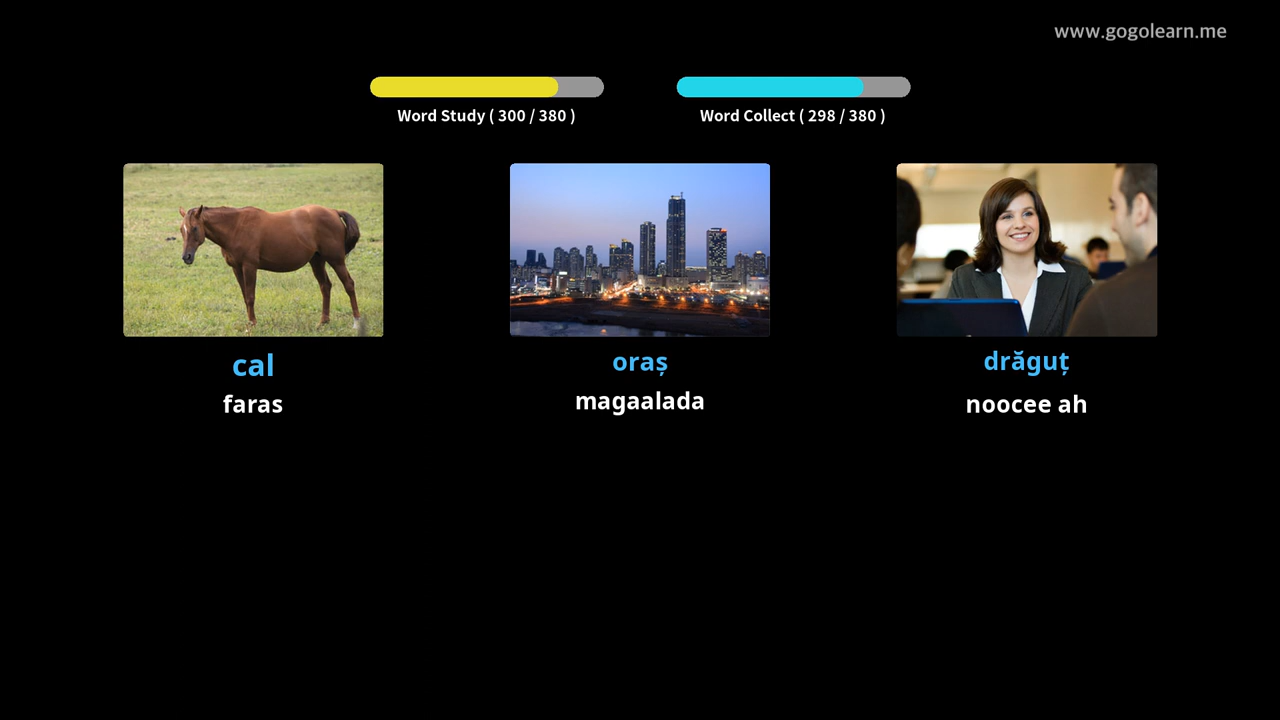 www.gogolearn.me
Word Study ( 300 / 380 )
Word Collect ( 298 / 380 )
cal
faras
oraș
magaalada
drăguț
noocee ah